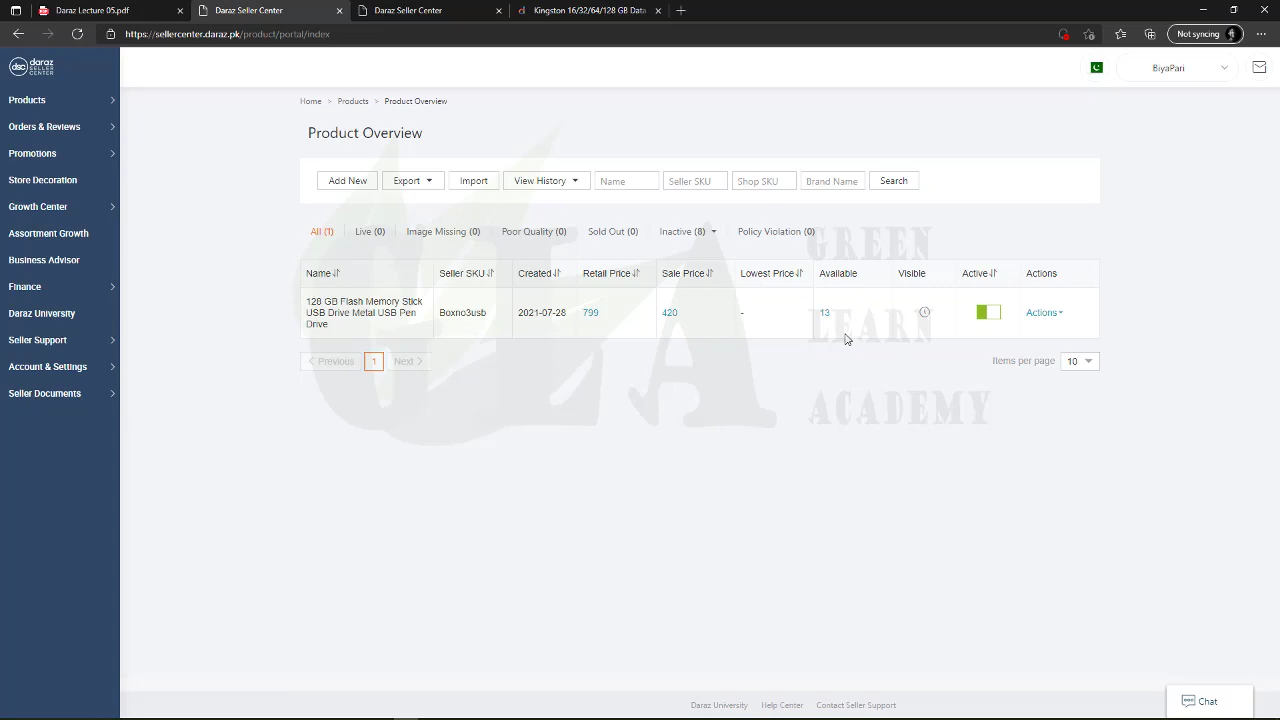 Daraz Lecture 05.pdf
Daraz Seller Center
Daraz Seller Center
Kingston 16/32/64/128 GB Data
https://sellercenter.daraz.pk/product/portal/index
Not syncing
dsc daraz SELLER CENTER
BiyaPari
Products
Orders & Reviews
Promotions
Store Decoration
Growth Center
Assortment Growth
Business Advisor
Finance
Daraz University
Seller Support
Account & Settings
Seller Documents
Home > Products > Product Overview
Product Overview
Add New Export Import View History Name Seller SKU Shop SKU Brand Name Search
All (1) Live (0) Image Missing (0) Poor Quality (0) Sold Out (0) Inactive (8) Policy Violation (0)
Name Seller SKU Created Retail Price Sale Price Lowest Price Available Visible Active Actions
128 GB Flash Memory Stick
USB Drive Metal USB Pen
Drive
Boxno3usb 2021-07-28 799 420 - 13 Actions
< Previous 1 Next > Items per page 10
GLA
GREEN
LEARN
ACADEMY
Daraz University Help Center Contact Seller Support
Chat